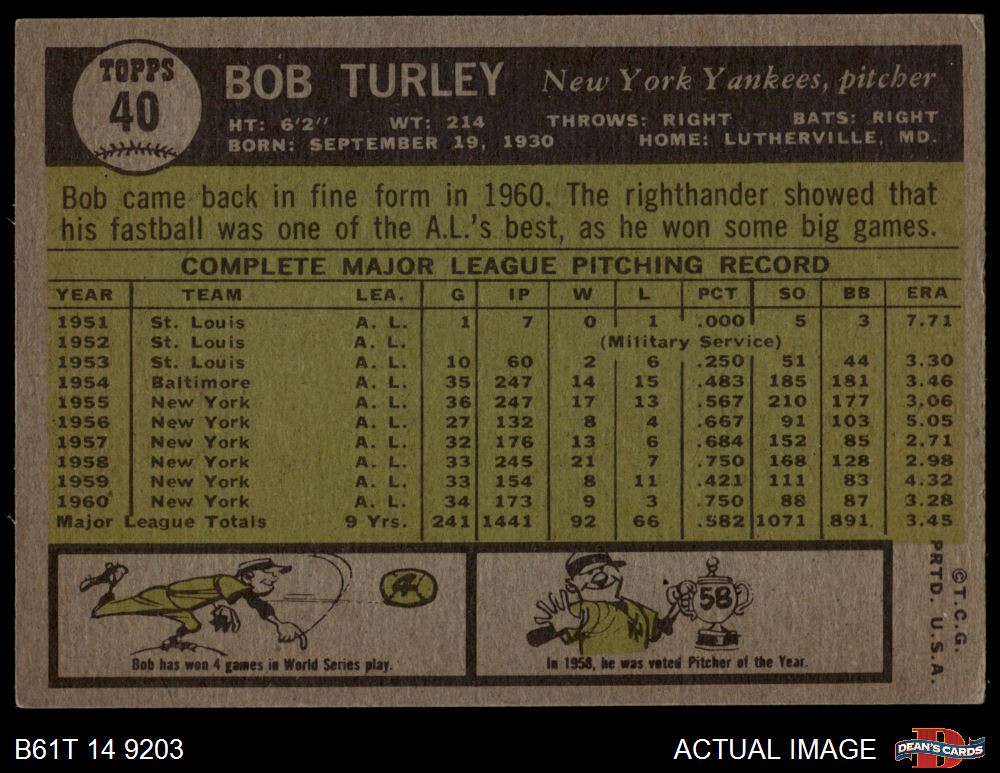 TOPPS
40
BOB TURLEY New York Yankees, pitcher
HT: 6'2" WT: 214 THROWS: RIGHT BATS: RIGHT
BORN: SEPTEMBER 19, 1930 HOME: LUTHERVILLE, MD.
Bob came back in fine form in 1960. The righthander showed that
his fastball was one of the A.L.'s best, as he won some big games.
COMPLETE MAJOR LEAGUE PITCHING RECORD
YEAR TEAM LEA. G IP W L PCT SO BB ERA
1951 St. Louis A. L. 1 7 0 1 .000 5 3 7.71
1952 St. Louis A. L. (Military Service)
1953 St. Louis A. L. 10 60 2 6 .250 51 44 3.30
1954 Baltimore A. L. 35 247 14 15 .483 185 181 3.46
1955 New York A. L. 36 247 17 13 .567 210 177 3.06
1956 New York A. L. 27 132 8 4 .667 91 103 5.05
1957 New York A. L. 32 176 13 6 .684 152 85 2.71
1958 New York A. L. 33 245 21 7 .750 168 128 2.98
1959 New York A. L. 33 154 8 11 .421 111 83 4.32
1960 New York A. L. 34 173 9 3 .750 88 87 3.28
Major League Totals 9 Yrs. 241 1441 92 66 .582 1071 891 3.45
4
Bob has won 4 games in World Series play.
58
In 1958, he was voted Pitcher of the Year.
© T.C.G.
PRTD. U.S.A.
B61T 14 9203 ACTUAL IMAGE
D
DEAN'S CARDS